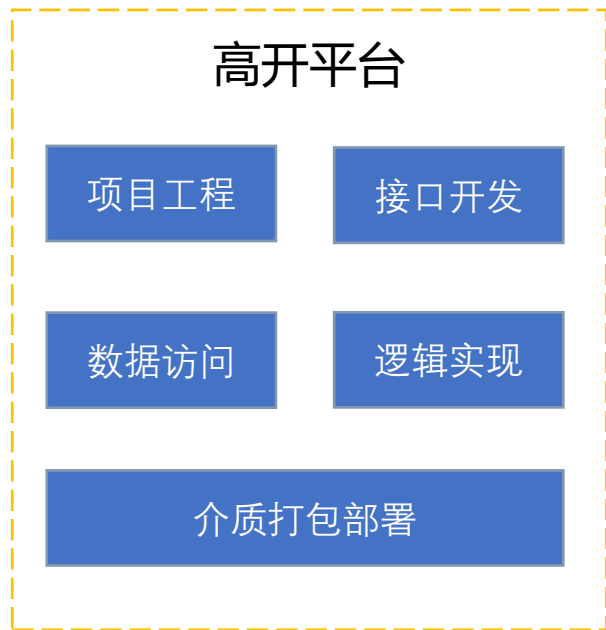 高开平台
项目工程
接口开发
数据访问
逻辑实现
介质打包部署